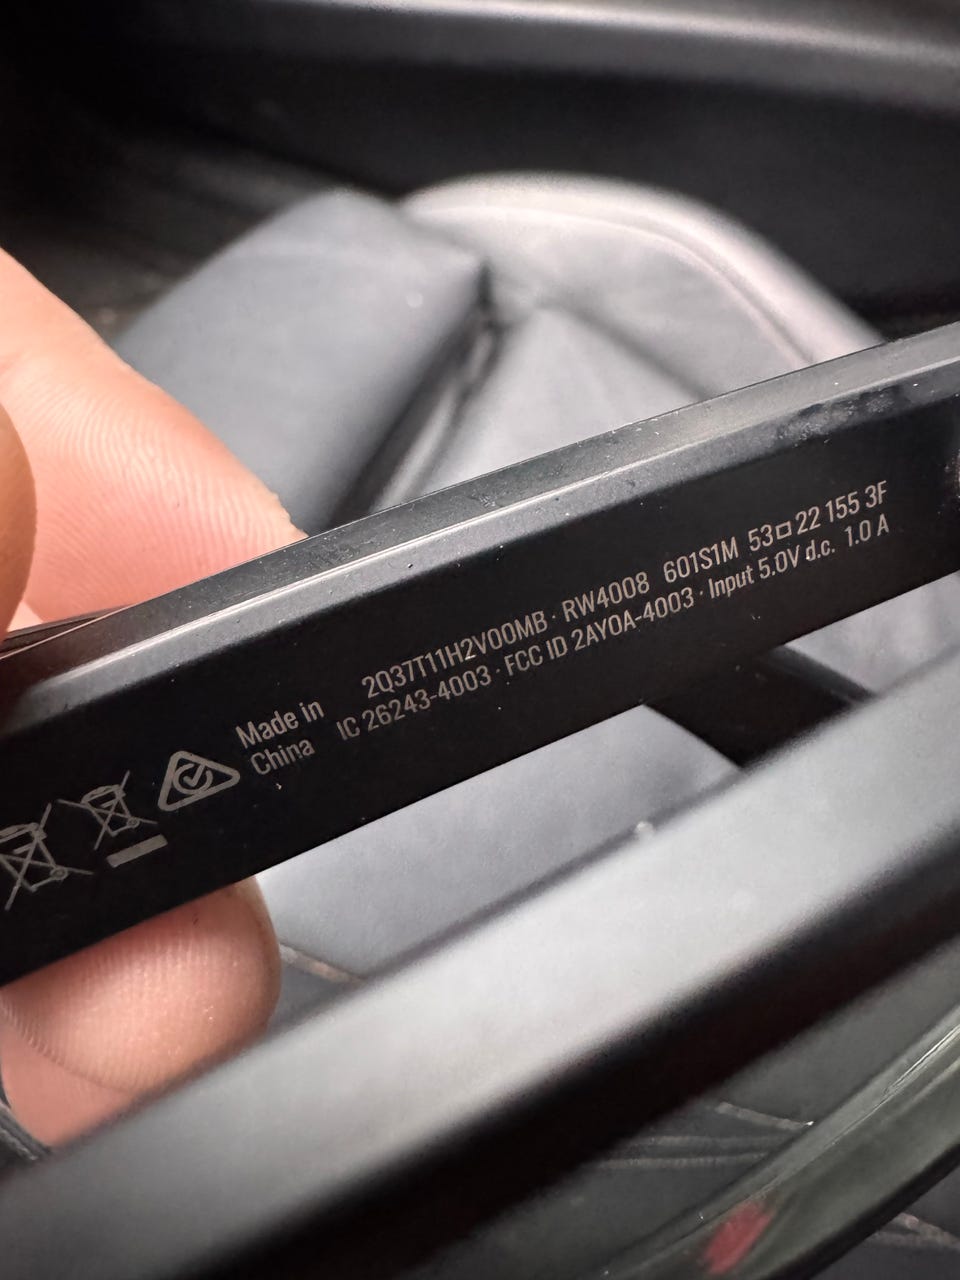 Made in
China
2Q37T11H2V00MB · RW4008 601S1M 53□22 155 3F
IC 26243-4003 · FCC ID 2AYOA-4003 · Input 5.0V d.c. 1.0 A